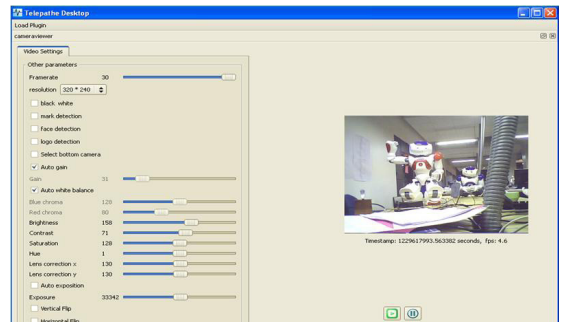 Telepathe Desktop
Load Plugin
cameraviewer
Video Settings
Other parameters
Framerate 30
resolution 320 * 240
black white
mark detection
face detection
logo detection
Select bottom camera
Auto gain
Gain 31
Auto white balance
Blue chroma 128
Red chroma 80
Brightness 158
Contrast 71
Saturation 128
Hue 1
Lens correction x 130
Lens correction y 130
Auto exposition
Exposure 33342
Vertical Flip
Horizontal Flip
Timestamp: 1229617993.563382 seconds, fps: 4.6